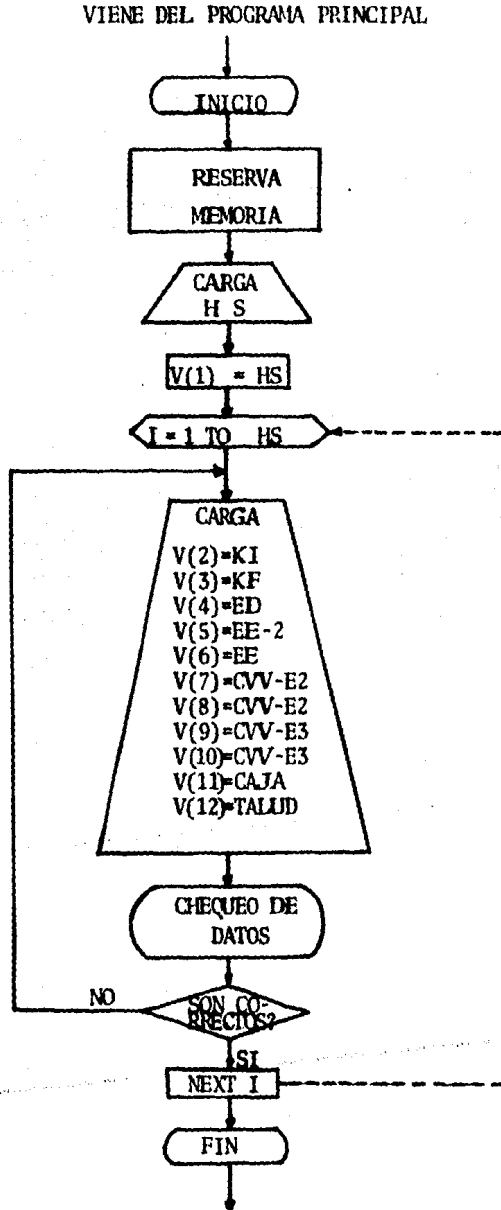 VIENE DEL PROGRAMA PRINCIPAL
INICIO
RESERVA
MEMORIA
CARGA
H S
V(1) = HS
I = 1 TO HS
CARGA
V(2)=KI
V(3)=KF
V(4)=ED
V(5)=EE-2
V(6)=EE
V(7)=CVV-E2
V(8)=CVV-E2
V(9)=CVV-E3
V(10)=CVV-E3
V(11)=CAJA
V(12)=TALUD
CHEQUEO DE
DATOS
NO
SON CO-
RRECTOS?
SI
NEXT I
FIN